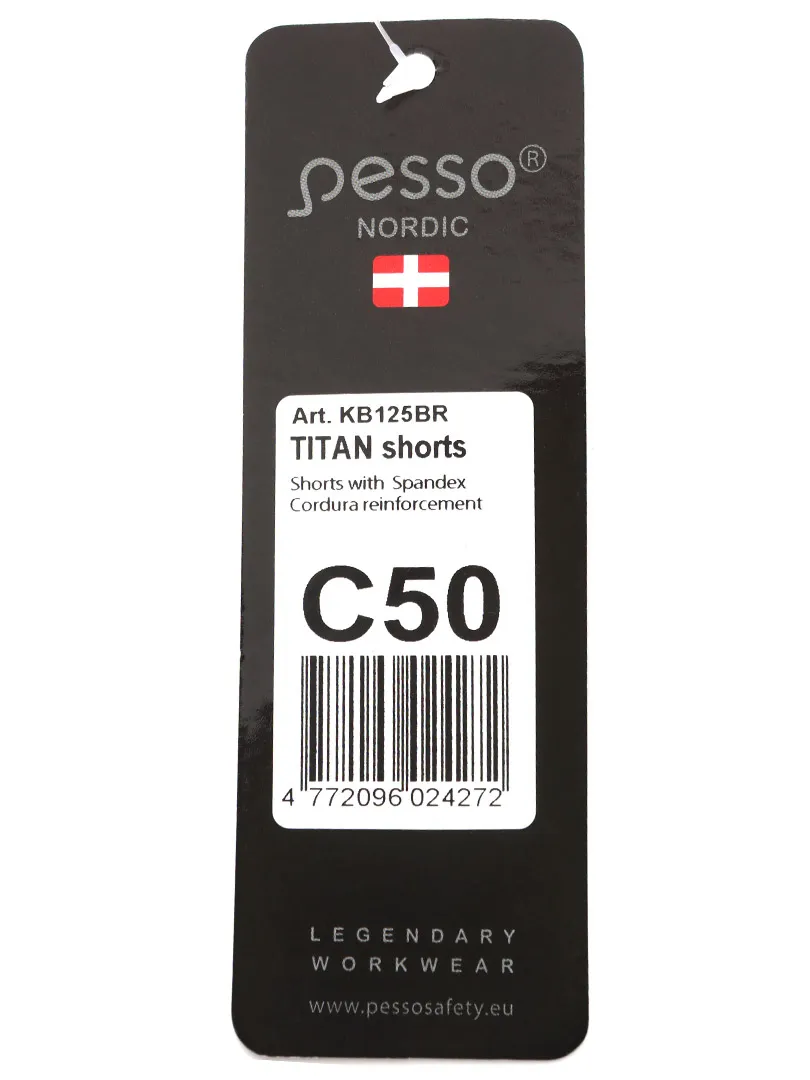 pesso®
NORDIC
Art. KB125BR
TITAN shorts
Shorts with Spandex
Cordura reinforcement
C50
4 772096 024272
LEGENDARY
WORKWEAR
www.pessosafety.eu